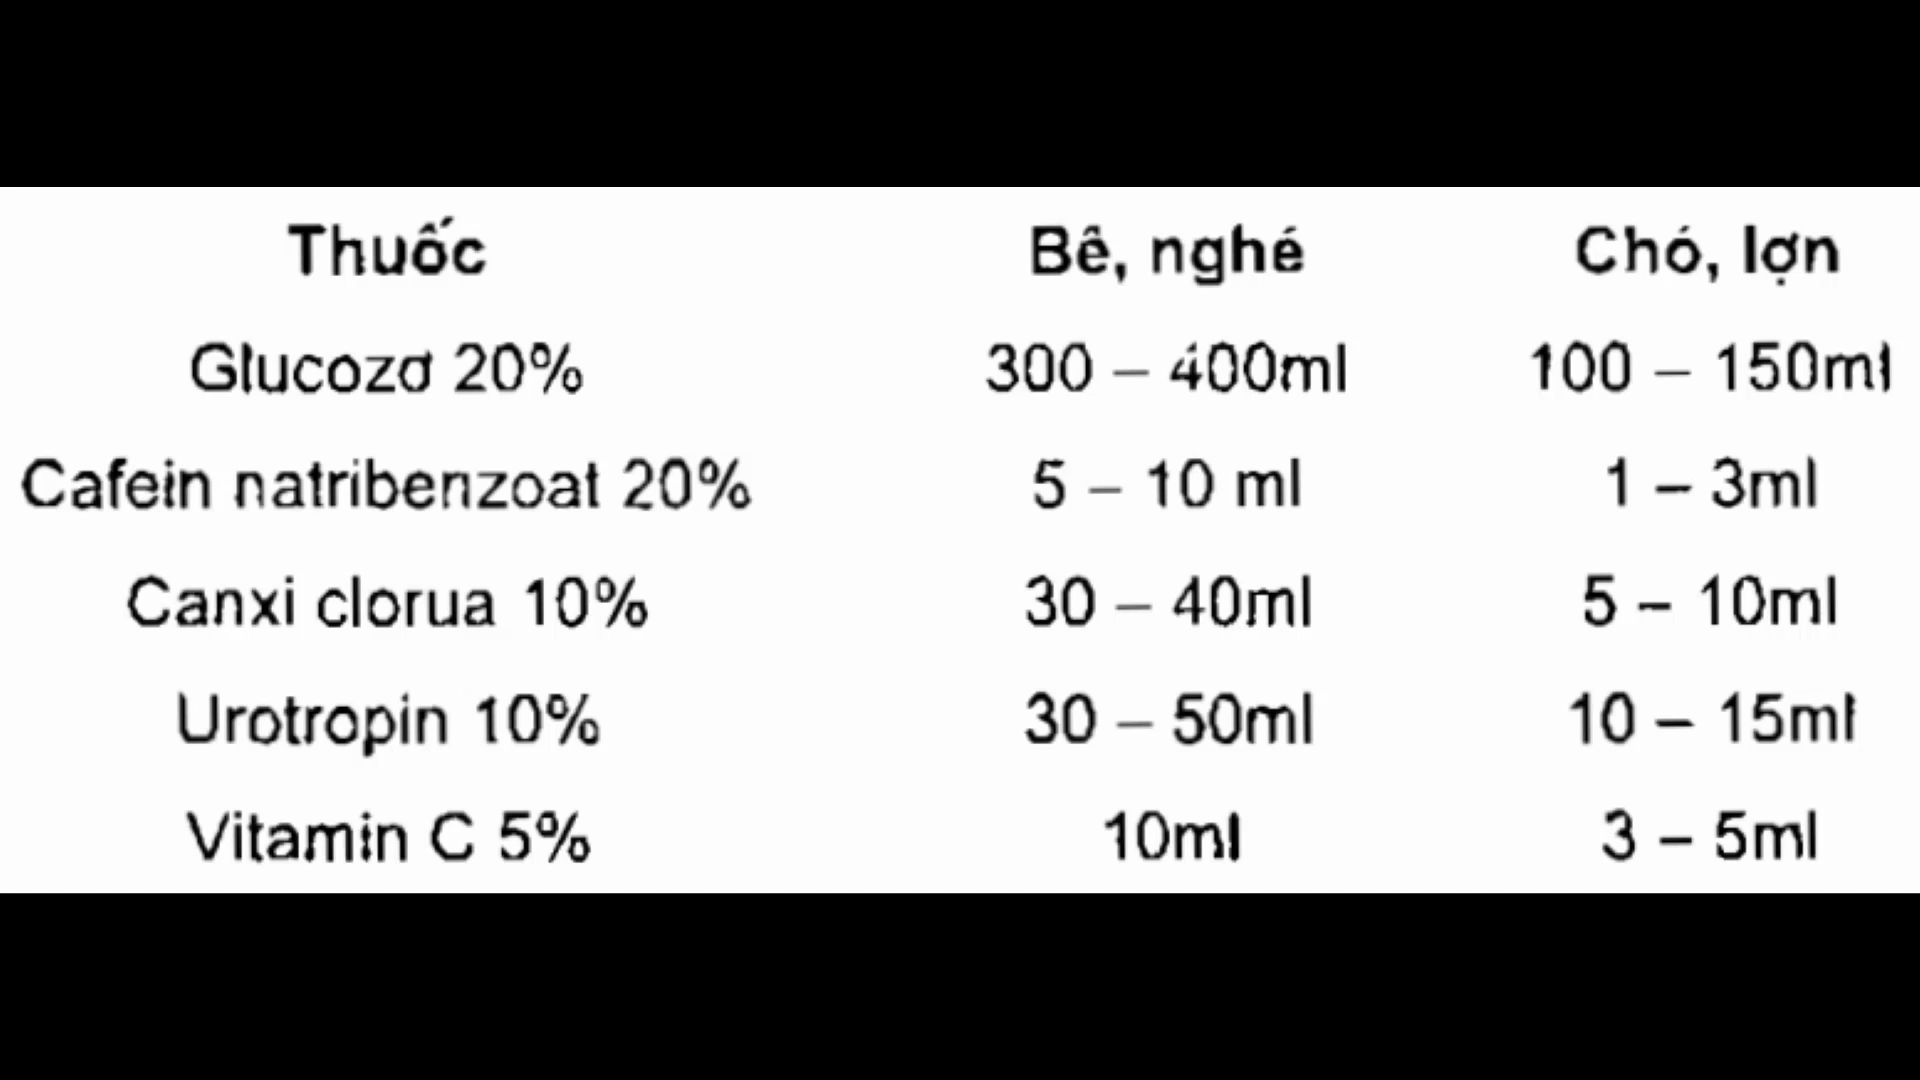 Thuốc Bê, nghé Chó, lợn
Glucozơ 20% 300 – 400ml 100 – 150ml
Cafein natribenzoat 20% 5 – 10 ml 1 – 3ml
Canxi clorua 10% 30 – 40ml 5 – 10ml
Urotropin 10% 30 – 50ml 10 – 15ml
Vitamin C 5% 10ml 3 – 5ml